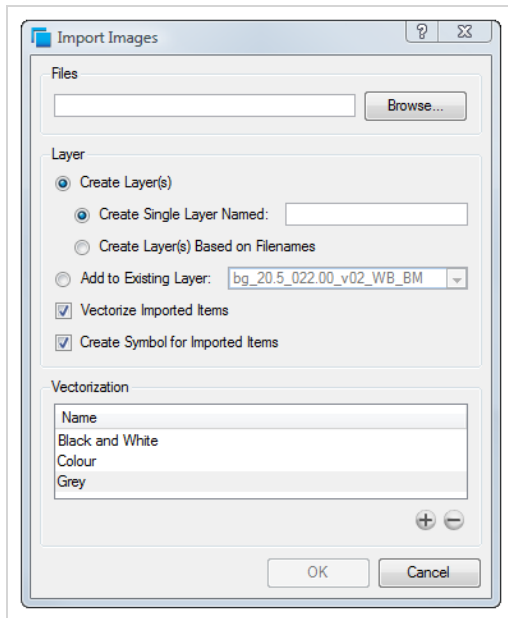 Import Images
Files
Browse...
Layer
Create Layer(s)
Create Single Layer Named:
Create Layer(s) Based on Filenames
Add to Existing Layer: bg_20.5_022.00_v02_WB_BM
Vectorize Imported Items
Create Symbol for Imported Items
Vectorization
Name
Black and White
Colour
Grey
OK Cancel